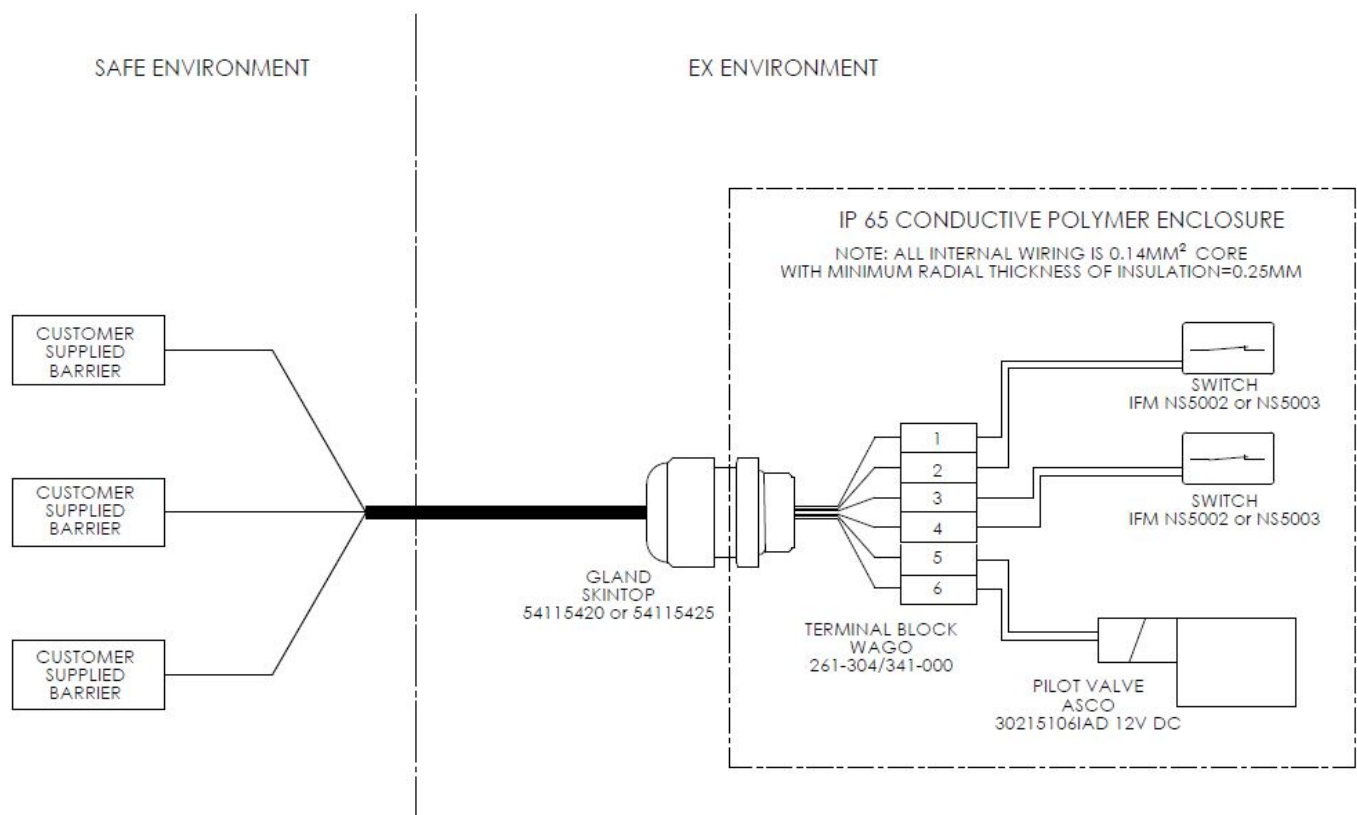 SAFE ENVIRONMENT
EX ENVIRONMENT
IP 65 CONDUCTIVE POLYMER ENCLOSURE
NOTE: ALL INTERNAL WIRING IS 0.14MM² CORE
WITH MINIMUM RADIAL THICKNESS OF INSULATION=0.25MM
CUSTOMER
SUPPLIED
BARRIER
CUSTOMER
SUPPLIED
BARRIER
CUSTOMER
SUPPLIED
BARRIER
GLAND
SKINTOP
54115420 or 54115425
1
2
3
4
5
6
TERMINAL BLOCK
WAGO
261-304/341-000
SWITCH
IFM NS5002 or NS5003
SWITCH
IFM NS5002 or NS5003
PILOT VALVE
ASCO
30215106IAD 12V DC